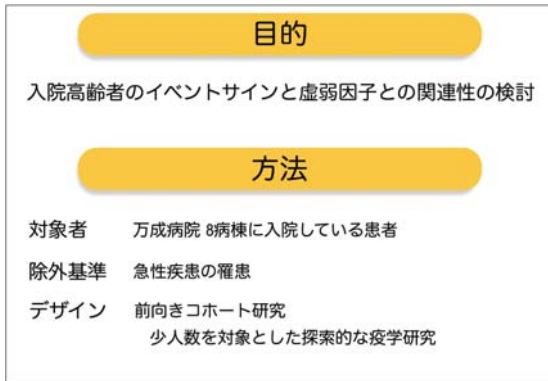 目的
入院高齢者のイベントサインと虚弱因子との関連性の検討
方法
対象者 万成病院 8病棟に入院している患者
除外基準 急性疾患の罹患
デザイン 前向きコホート研究
少人数を対象とした探索的な疫学研究